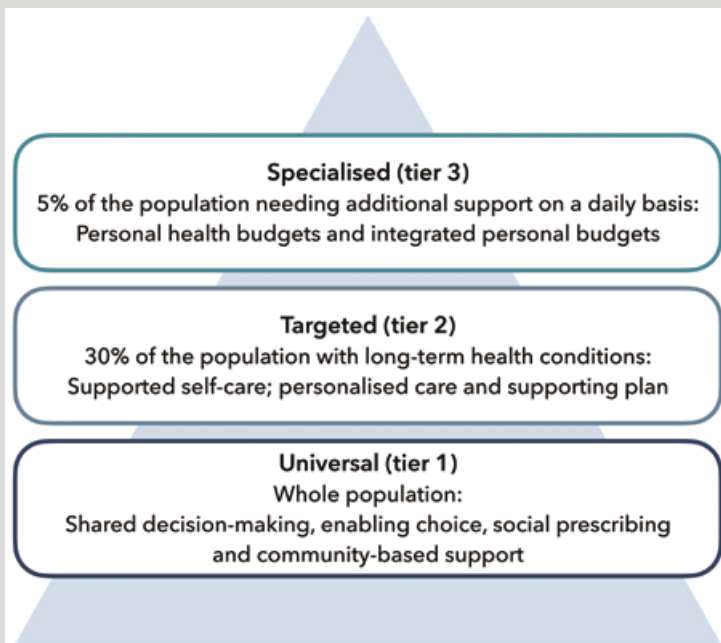 Specialised (tier 3)
5% of the population needing additional support on a daily basis:
Personal health budgets and integrated personal budgets
Targeted (tier 2)
30% of the population with long-term health conditions:
Supported self-care; personalised care and supporting plan
Universal (tier 1)
Whole population:
Shared decision-making, enabling choice, social prescribing
and community-based support